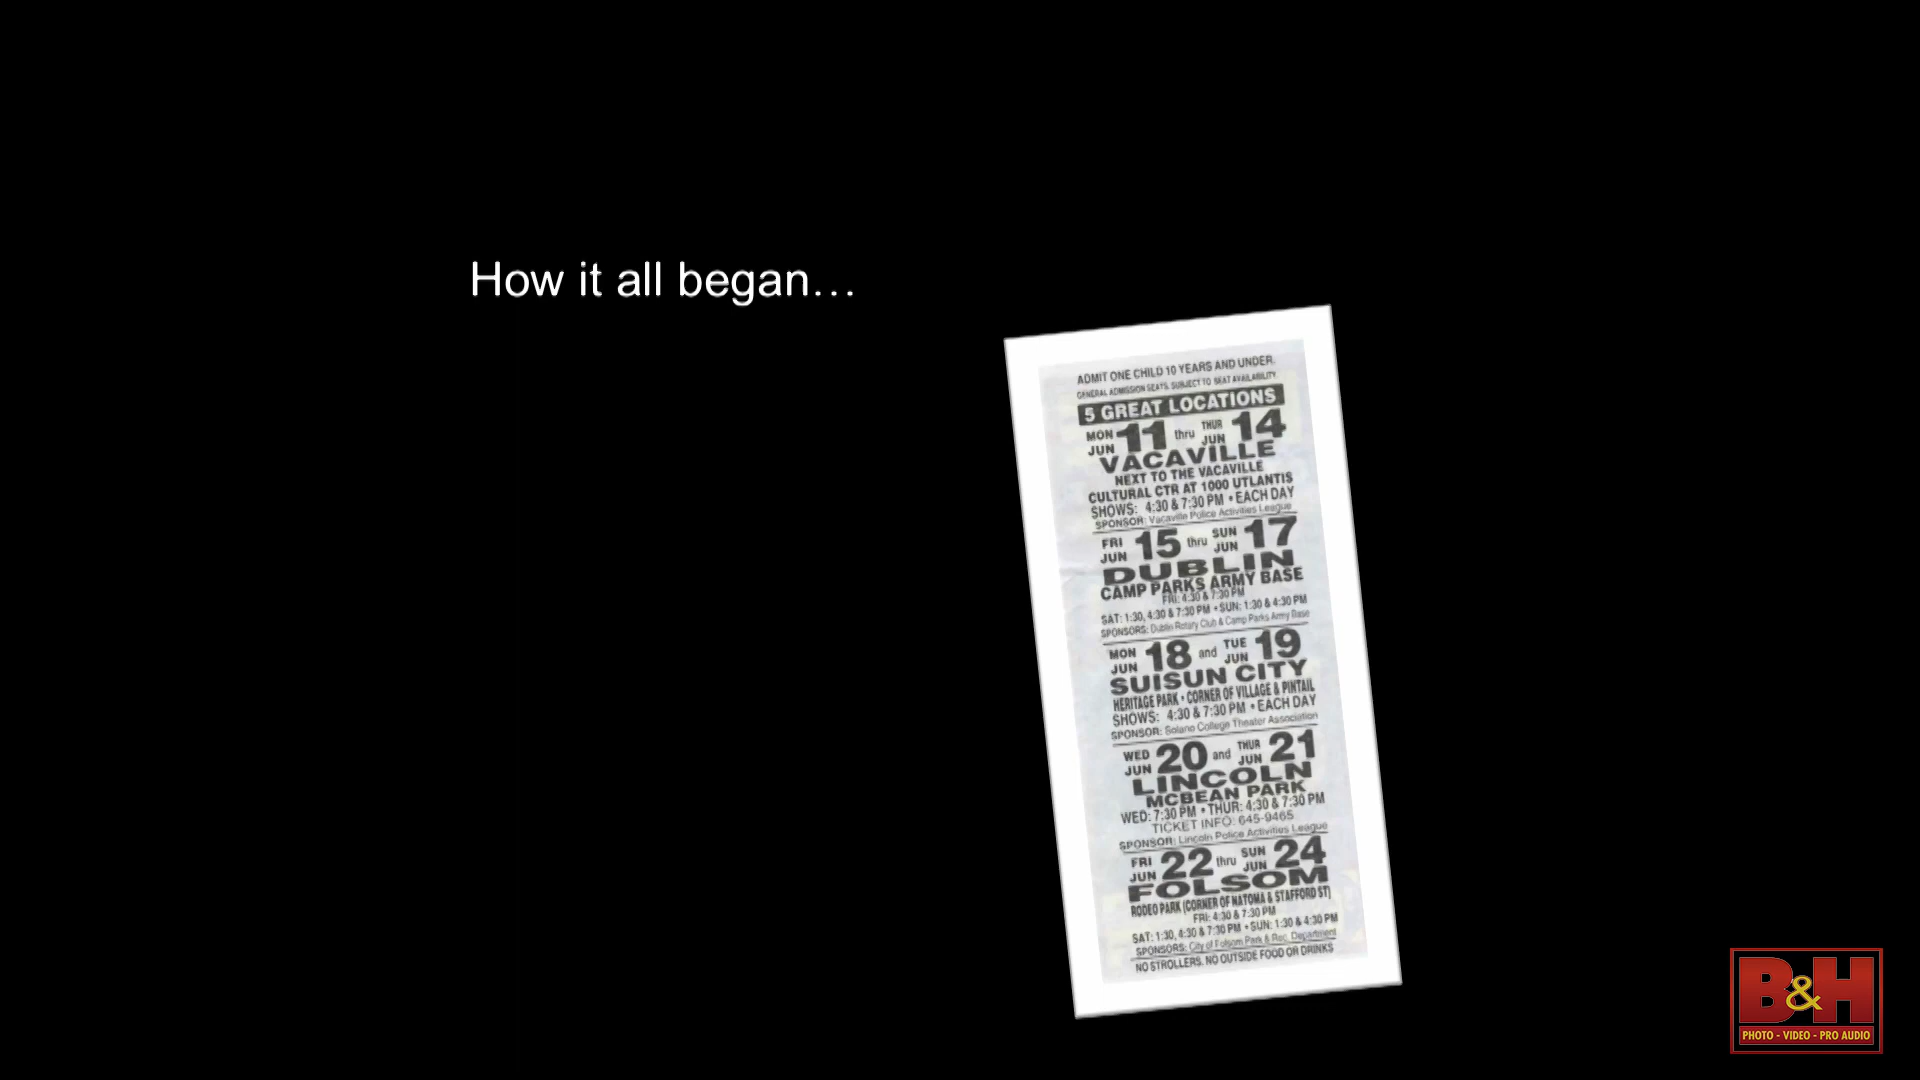 How it all began…
ADMIT ONE CHILD 10 YEARS AND UNDER.
GENERAL ADMISSION SEATS. SUBJECT TO SEAT AVAILABILITY
5 GREAT LOCATIONS
MON JUN 11 thru THUR JUN 14
VACAVILLE
NEXT TO THE VACAVILLE
CULTURAL CTR AT 1000 UTLANTIS
SHOWS: 4:30 & 7:30 PM • EACH DAY
SPONSOR: Vacaville Police Activities League
FRI JUN 15 thru SUN JUN 17
DUBLIN
CAMP PARKS ARMY BASE
FRI: 4:30 & 7:30 PM
SAT: 1:30, 4:30 & 7:30 PM • SUN: 1:30 & 4:30 PM
SPONSORS: Dublin Rotary Club & Camp Parks Army Base
MON JUN 18 and TUE JUN 19
SUISUN CITY
HERITAGE PARK • CORNER OF VILLAGE & PINTAIL
SHOWS: 4:30 & 7:30 PM • EACH DAY
SPONSOR: Solano College Theater Association
WED JUN 20 and THUR JUN 21
LINCOLN
MCBEAN PARK
WED: 7:30 PM • THUR: 4:30 & 7:30 PM
TICKET INFO: 645-9465
SPONSOR: Lincoln Police Activities League
FRI JUN 22 thru SUN JUN 24
FOLSOM
RODEO PARK (CORNER OF NATOMA & STAFFORD ST)
FRI: 4:30 & 7:30 PM
SAT: 1:30, 4:30 & 7:30 PM • SUN: 1:30 & 4:30 PM
SPONSORS: City of Folsom Park & Rec. Department
NO STROLLERS. NO OUTSIDE FOOD OR DRINKS
B&H
PHOTO - VIDEO - PRO AUDIO